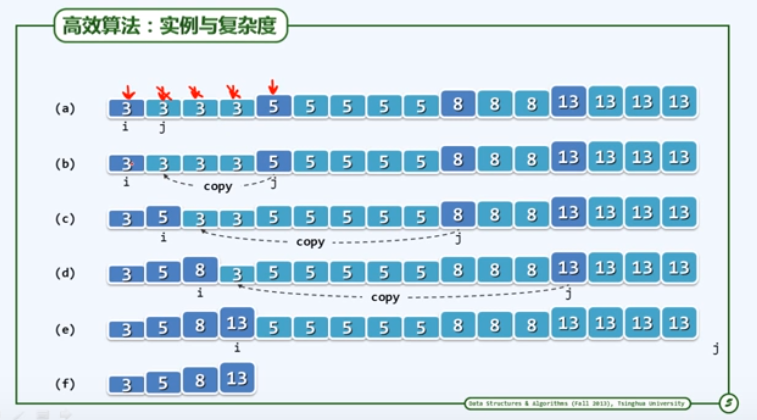 高效算法：实例与复杂度
(a) 3 3 3 3 5 5 5 5 5 8 8 8 13 13 13 13
i j
(b) 3 3 3 3 5 5 5 5 5 8 8 8 13 13 13 13
i copy j
(c) 3 5 3 3 5 5 5 5 5 8 8 8 13 13 13 13
i copy j
(d) 3 5 8 3 5 5 5 5 5 8 8 8 13 13 13 13
i copy j
(e) 3 5 8 13 5 5 5 5 5 8 8 8 13 13 13 13
i j
(f) 3 5 8 13
Data Structures & Algorithms (Fall 2013), Tsinghua University 5